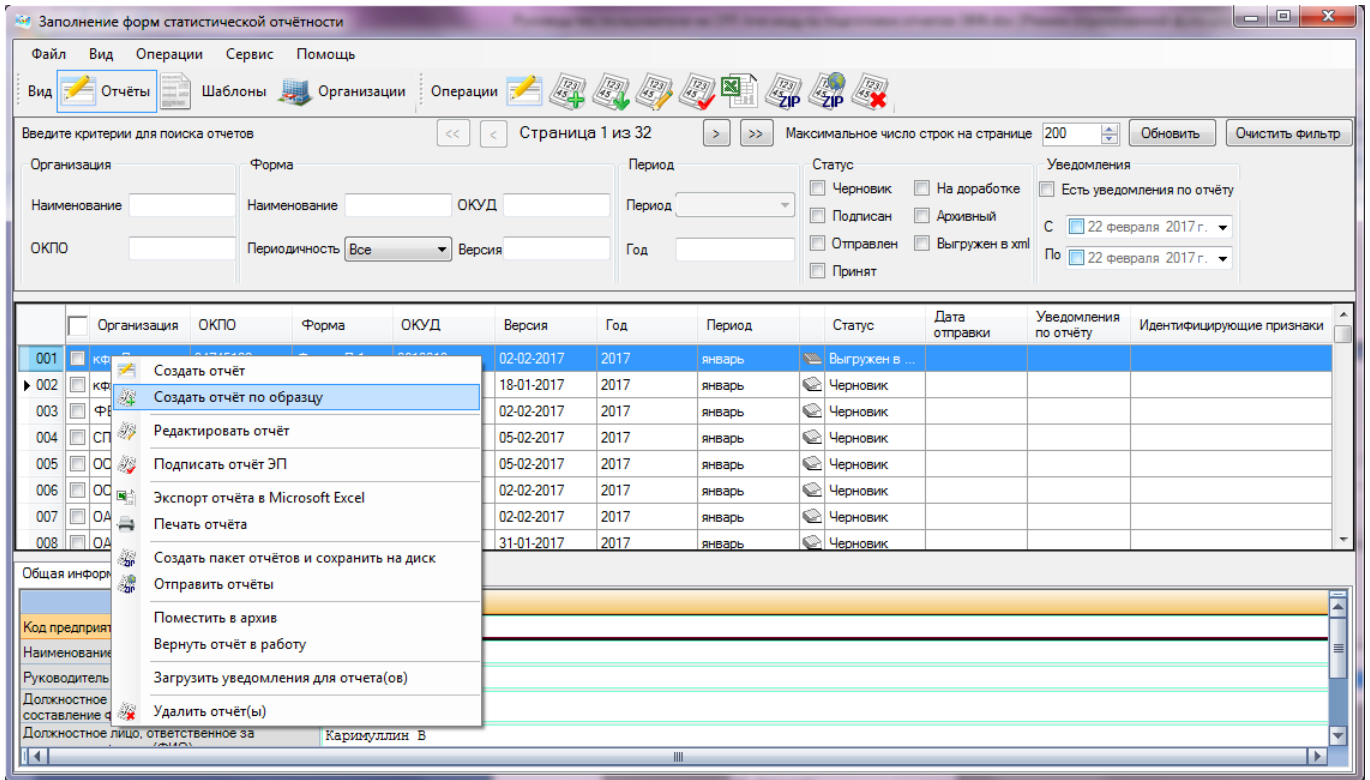 Заполнение форм статистической отчётности
Файл Вид Операции Сервис Помощь
Вид Отчёты Шаблоны Организации Операции
Введите критерии для поиска отчетов << < Страница 1 из 32 > >> Максимальное число строк на странице 200 Обновить Очистить фильтр
Организация Форма Период Статус Уведомления
Черновик На доработке Есть уведомления по отчёту
Наименование Наименование ОКУД Период
Подписан Архивный С 22 февраля 2017 г.
ОКПО Периодичность Все Версия Год Отправлен Выгружен в xml
По 22 февраля 2017 г.
Принят
Организация ОКПО Форма ОКУД Версия Год Период Статус Дата отправки Уведомления по отчёту Идентифицирующие признаки
001 02-02-2017 2017 январь Выгружен в ...
002 18-01-2017 2017 январь Черновик
003 02-02-2017 2017 январь Черновик
004 05-02-2017 2017 январь Черновик
005 05-02-2017 2017 январь Черновик
006 02-02-2017 2017 январь Черновик
007 02-02-2017 2017 январь Черновик
008 31-01-2017 2017 январь Черновик
Создать отчёт
Создать отчёт по образцу
Редактировать отчёт
Подписать отчёт ЭП
Экспорт отчёта в Microsoft Excel
Печать отчёта
Создать пакет отчётов и сохранить на диск
Отправить отчёты
Поместить в архив
Вернуть отчёт в работу
Загрузить уведомления для отчета(ов)
Удалить отчёт(ы)
Общая
Код
Руководитель
Должностное
составление
Должностное лицо, ответственное за
Каримуллин В